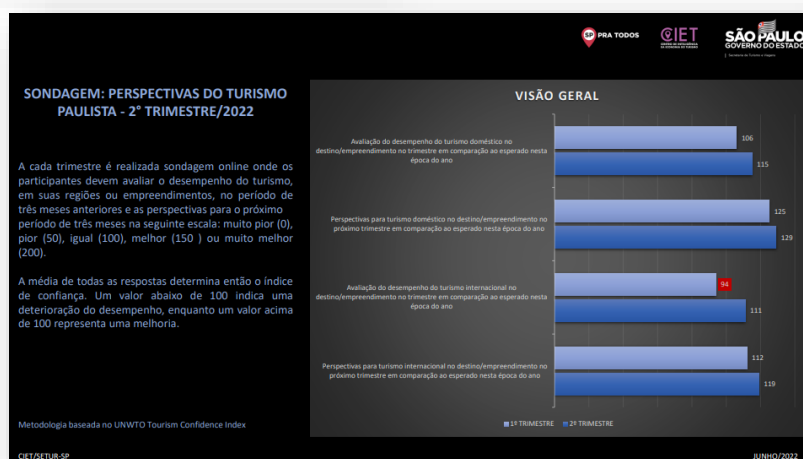 SP PRA TODOS
CIET
SÃO PAULO
GOVERNO DO ESTADO
Secretaria de Turismo e Viagens
SONDAGEM: PERSPECTIVAS DO TURISMO
PAULISTA - 2° TRIMESTRE/2022
A cada trimestre é realizada sondagem online onde os
participantes devem avaliar o desempenho do turismo,
em suas regiões ou empreendimentos, no período de
três meses anteriores e as perspectivas para o próximo
período de três meses na seguinte escala: muito pior (0),
pior (50), igual (100), melhor (150 ) ou muito melhor
(200).
A média de todas as respostas determina então o índice
de confiança. Um valor abaixo de 100 indica uma
deterioração do desempenho, enquanto um valor acima
de 100 representa uma melhoria.
Metodologia baseada no UNWTO Tourism Confidence Index
CIET/SETUR-SP
VISÃO GERAL
Avaliação do desempenho do turismo doméstico no
destino/empreendimento no trimestre em comparação ao esperado nesta
época do ano
106
115
Perspectivas para turismo doméstico no destino/empreendimento no
próximo trimestre em comparação ao esperado nesta época do ano
125
129
Avaliação do desempenho do turismo internacional no
destino/empreendimento no trimestre em comparação ao esperado nesta
época do ano
94
111
Perspectivas para turismo internacional no destino/empreendimento no
próximo trimestre em comparação ao esperado nesta época do ano
112
119
1º TRIMESTRE 2º TRIMESTRE
JUNHO/2022